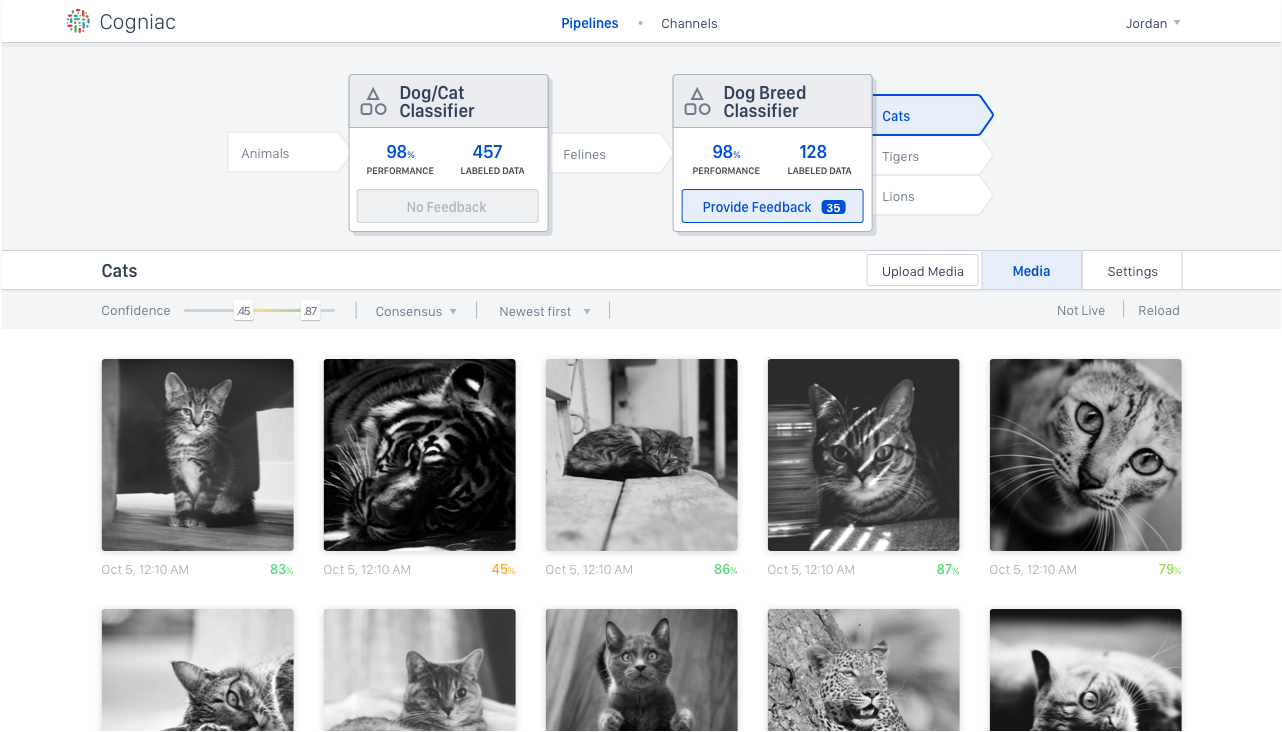 Cogniac
Pipelines • Channels
Jordan
Animals
Dog/Cat
Classifier
98%
457
PERFORMANCE
LABELED DATA
No Feedback
Felines
Dog Breed
Classifier
98%
128
PERFORMANCE
LABELED DATA
Provide Feedback 35
Cats
Tigers
Lions
Cats
Upload Media
Media
Settings
Confidence
.45
.87
Consensus
Newest first
Not Live
Reload
Oct 5, 12:10 AM 83%
Oct 5, 12:10 AM 45%
Oct 5, 12:10 AM 86%
Oct 5, 12:10 AM 87%
Oct 5, 12:10 AM 79%